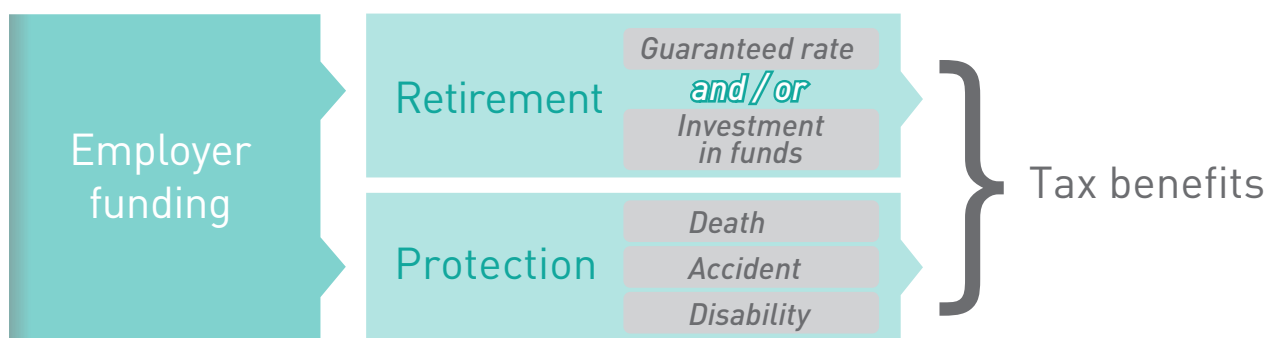 Employer
funding
Retirement
Guaranteed rate
and/or
Investment
in funds
Protection
Death
Accident
Disability
Tax benefits